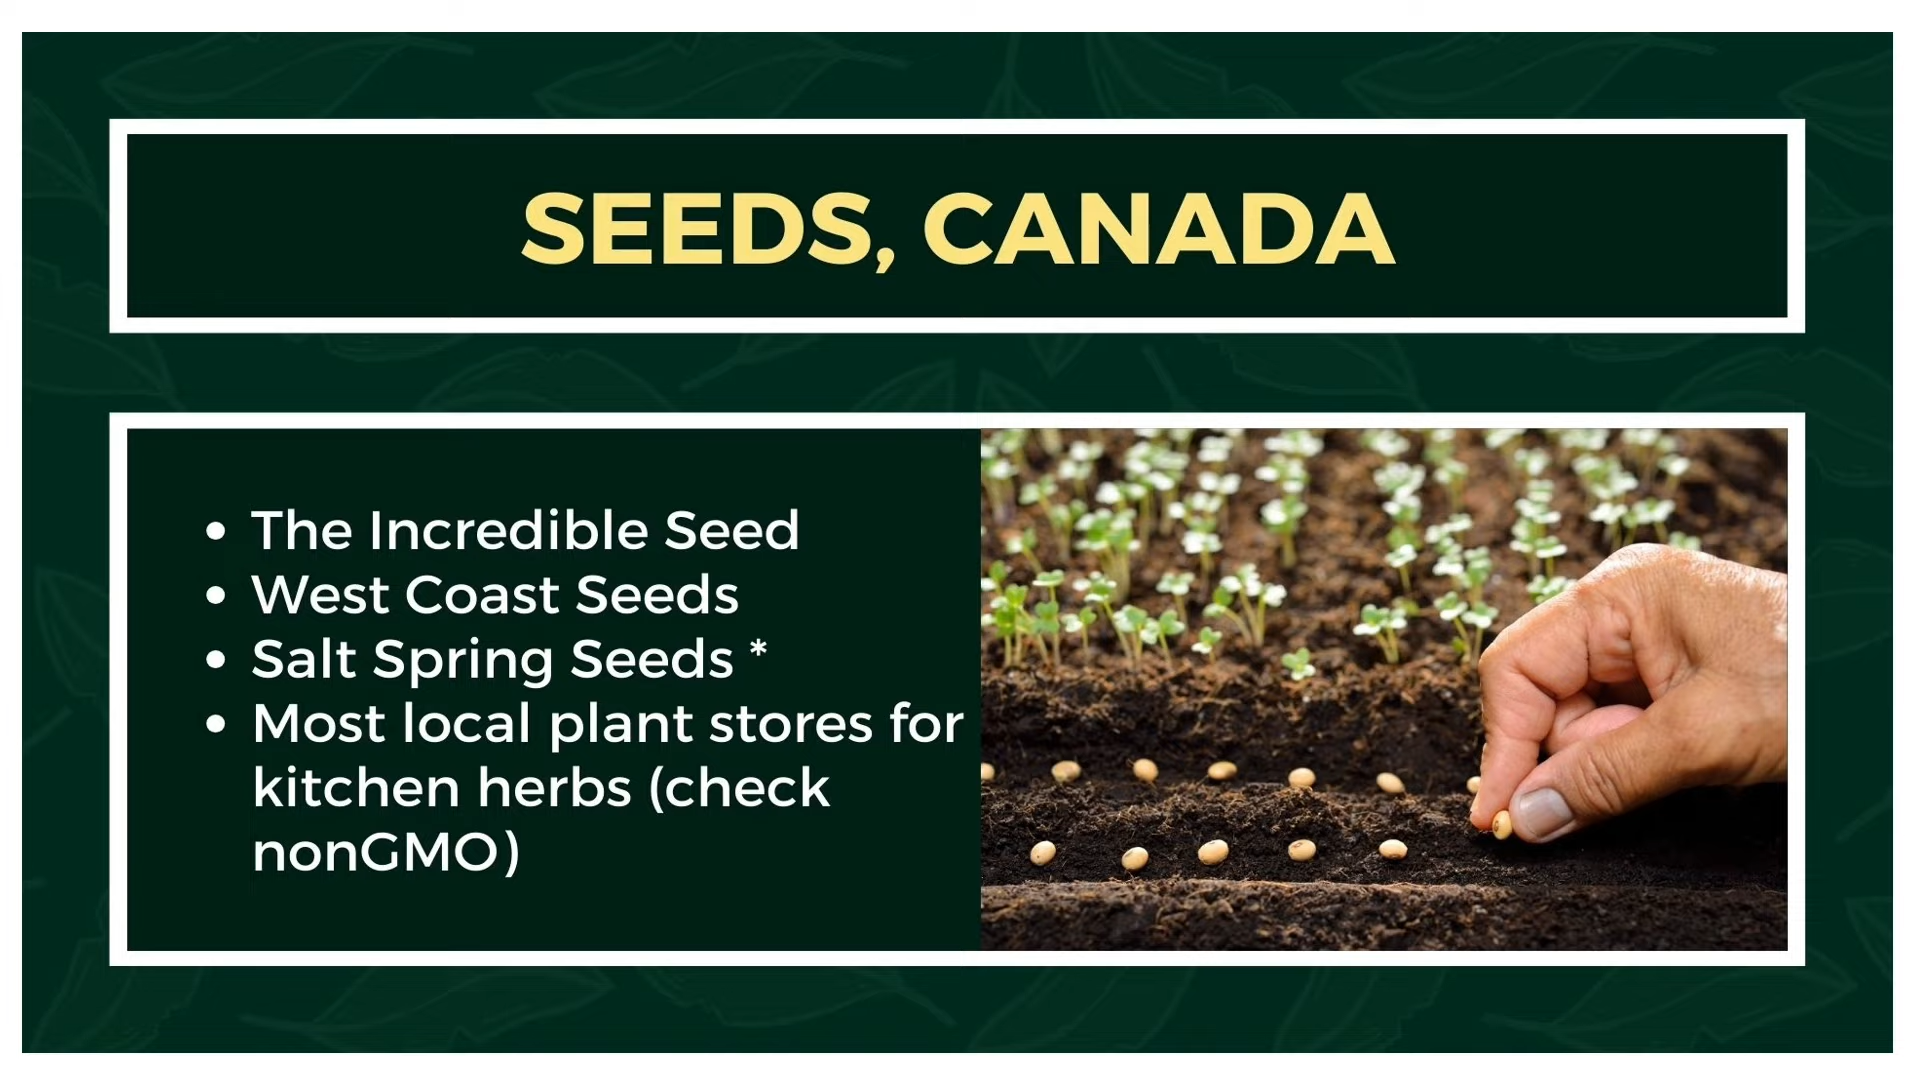 SEEDS, CANADA
• The Incredible Seed
• West Coast Seeds
• Salt Spring Seeds *
• Most local plant stores for
kitchen herbs (check
nonGMO)